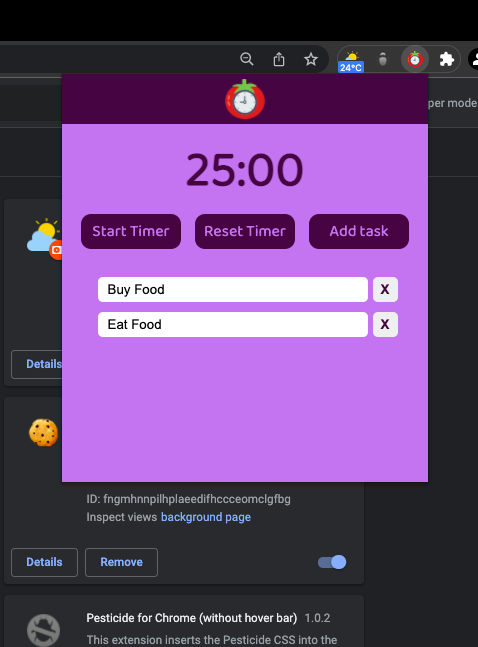 24°C
per mode
25:00
Start Timer
Reset Timer
Add task
Buy Food X
Eat Food X
Details
ID: fngmhnnpilhplaeedifhccceomclgfbg
Inspect views background page
Details
Remove
Pesticide for Chrome (without hover bar) 1.0.2
This extension inserts the Pesticide CSS into the